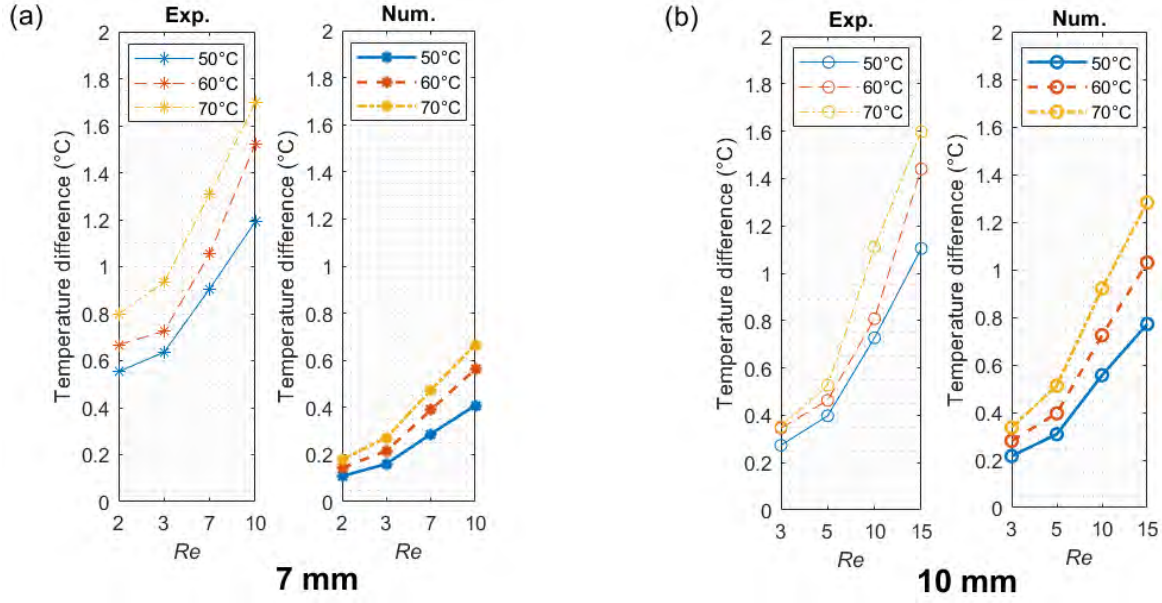 (a)
Exp.
Temperature difference (°C)
2
1.8
1.6
1.4
1.2
1
0.8
0.6
0.4
0.2
0
50°C
60°C
70°C
2 3 7 10
Re
Num.
Temperature difference (°C)
2
1.8
1.6
1.4
1.2
1
0.8
0.6
0.4
0.2
0
50°C
60°C
70°C
2 3 7 10
Re
7 mm
(b)
Exp.
Temperature difference (°C)
2
1.8
1.6
1.4
1.2
1
0.8
0.6
0.4
0.2
0
50°C
60°C
70°C
3 5 10 15
Re
Num.
Temperature difference (°C)
2
1.8
1.6
1.4
1.2
1
0.8
0.6
0.4
0.2
0
50°C
60°C
70°C
3 5 10 15
Re
10 mm